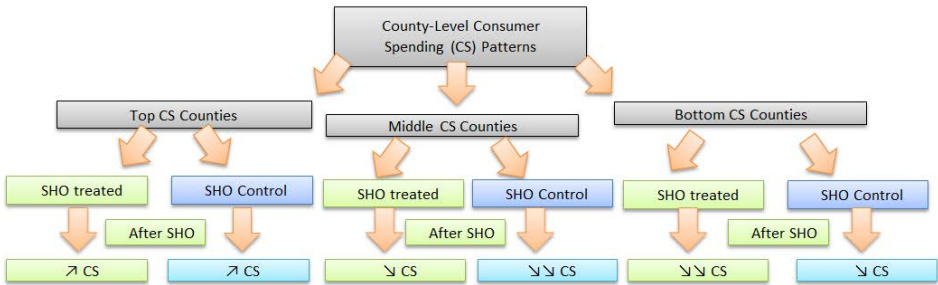 County-Level Consumer
Spending (CS) Patterns
Top CS Counties
Middle CS Counties
Bottom CS Counties
SHO treated
SHO Control
SHO treated
SHO Control
SHO treated
SHO Control
After SHO
After SHO
After SHO
↗ CS
↗ CS
↘ CS
↘↘ CS
↘↘ CS
↘ CS